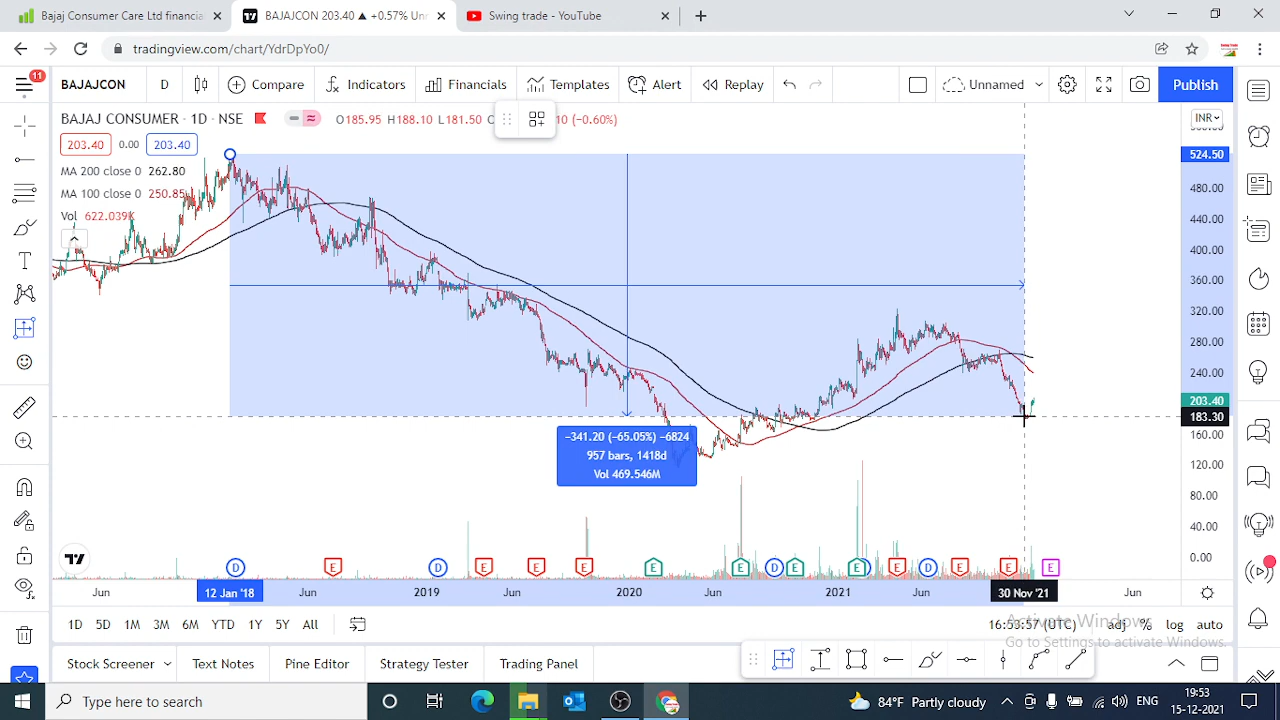 Bajaj Consumer Care Ltd financia
BAJAJCON 203.40 ▲ +0.57% Unn
Swing trade - YouTube
tradingview.com/chart/YdrDpYo0/
11
BAJAJCON D Compare Indicators Financials Templates Alert Replay Unnamed Publish
BAJAJ CONSUMER · 1D · NSE O185.95 H188.10 L181.50 10 (−0.60%)
INR
203.40 0.00 203.40
MA 200 close 0 262.80
MA 100 close 0 250.85
Vol 622.039K
524.50
480.00
440.00
400.00
360.00
320.00
280.00
240.00
203.40
183.30
160.00
120.00
80.00
40.00
0.00
−341.20 (−65.05%) −6824
957 bars, 1418d
Vol 469.546M
D E D E E E E E D E E E D E E E
Jun 12 Jan '18 Jun 2019 Jun 2020 Jun 2021 Jun 30 Nov '21 Jun
1D 5D 1M 3M 6M YTD 1Y 5Y All 16:53:57 (UTC) adj % log auto
Activate Windows
Go to Settings to activate Windows.
Stock Screener Text Notes Pine Editor Strategy Tester Trading Panel
Type here to search
84°F Partly cloudy ENG 19:53
15-12-2021